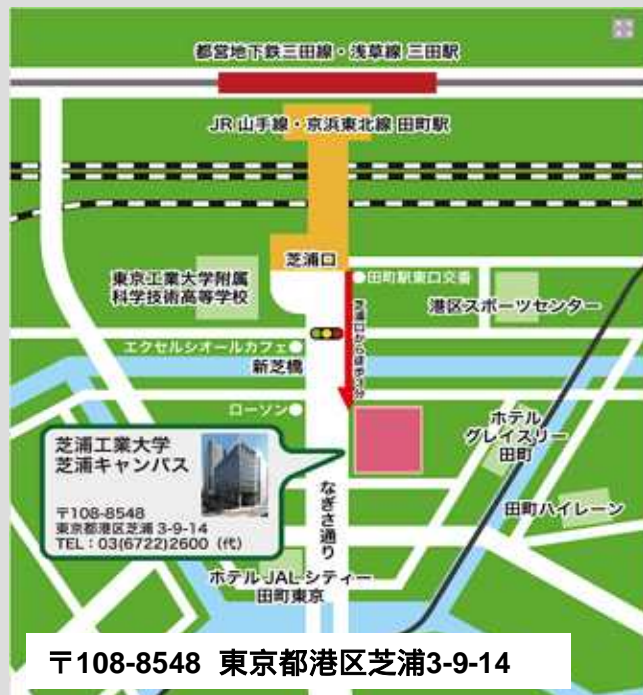 都営地下鉄三田線・浅草線 三田駅
JR 山手線・京浜東北線 田町駅
芝浦口
田町駅東口交番
東京工業大学附属
科学技術高等学校
港区スポーツセンター
芝浦口から徒歩3分
エクセルシオールカフェ
新芝橋
ローソン
ホテル
グレイスリー
田町
芝浦工業大学
芝浦キャンパス
〒108-8548
東京都港区芝浦 3-9-14
TEL：03(6722)2600（代）
なぎさ通り
田町ハイレーン
ホテル JAL シティー
田町東京
〒108-8548 東京都港区芝浦3-9-14